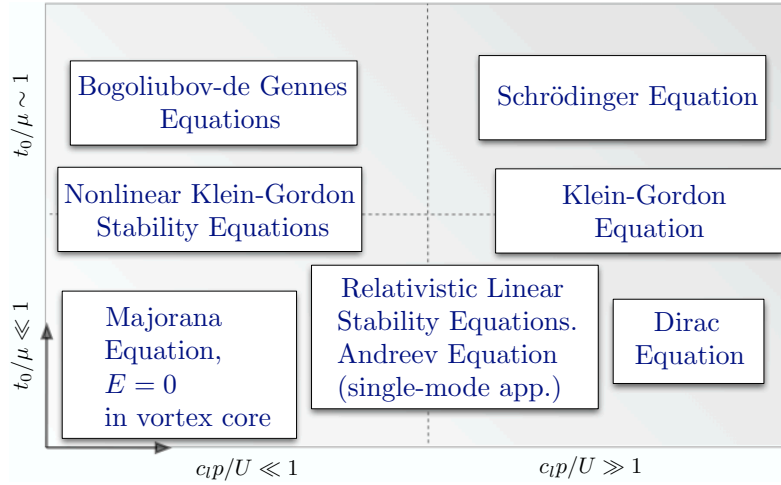 Bogoliubov-de Gennes
Equations
Schrödinger Equation
t₀/μ ∼ 1
Nonlinear Klein-Gordon
Stability Equations
Klein-Gordon
Equation
Majorana
Equation,
E = 0
in vortex core
Relativistic Linear
Stability Equations.
Andreev Equation
(single-mode app.)
Dirac
Equation
t₀/μ ≪ 1
cₗp/U ≪ 1
cₗp/U ≫ 1